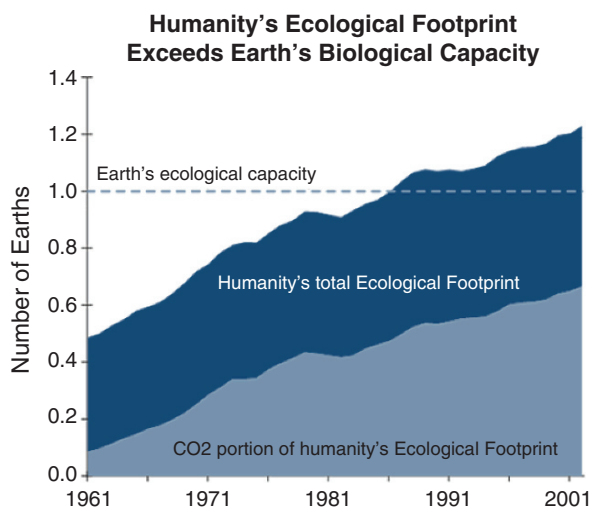 Humanity's Ecological Footprint
Exceeds Earth's Biological Capacity
Number of Earths
1.4
1.2
1.0
0.8
0.6
0.4
0.2
0.0
Earth's ecological capacity
Humanity's total Ecological Footprint
CO2 portion of humanity's Ecological Footprint
1961 1971 1981 1991 2001